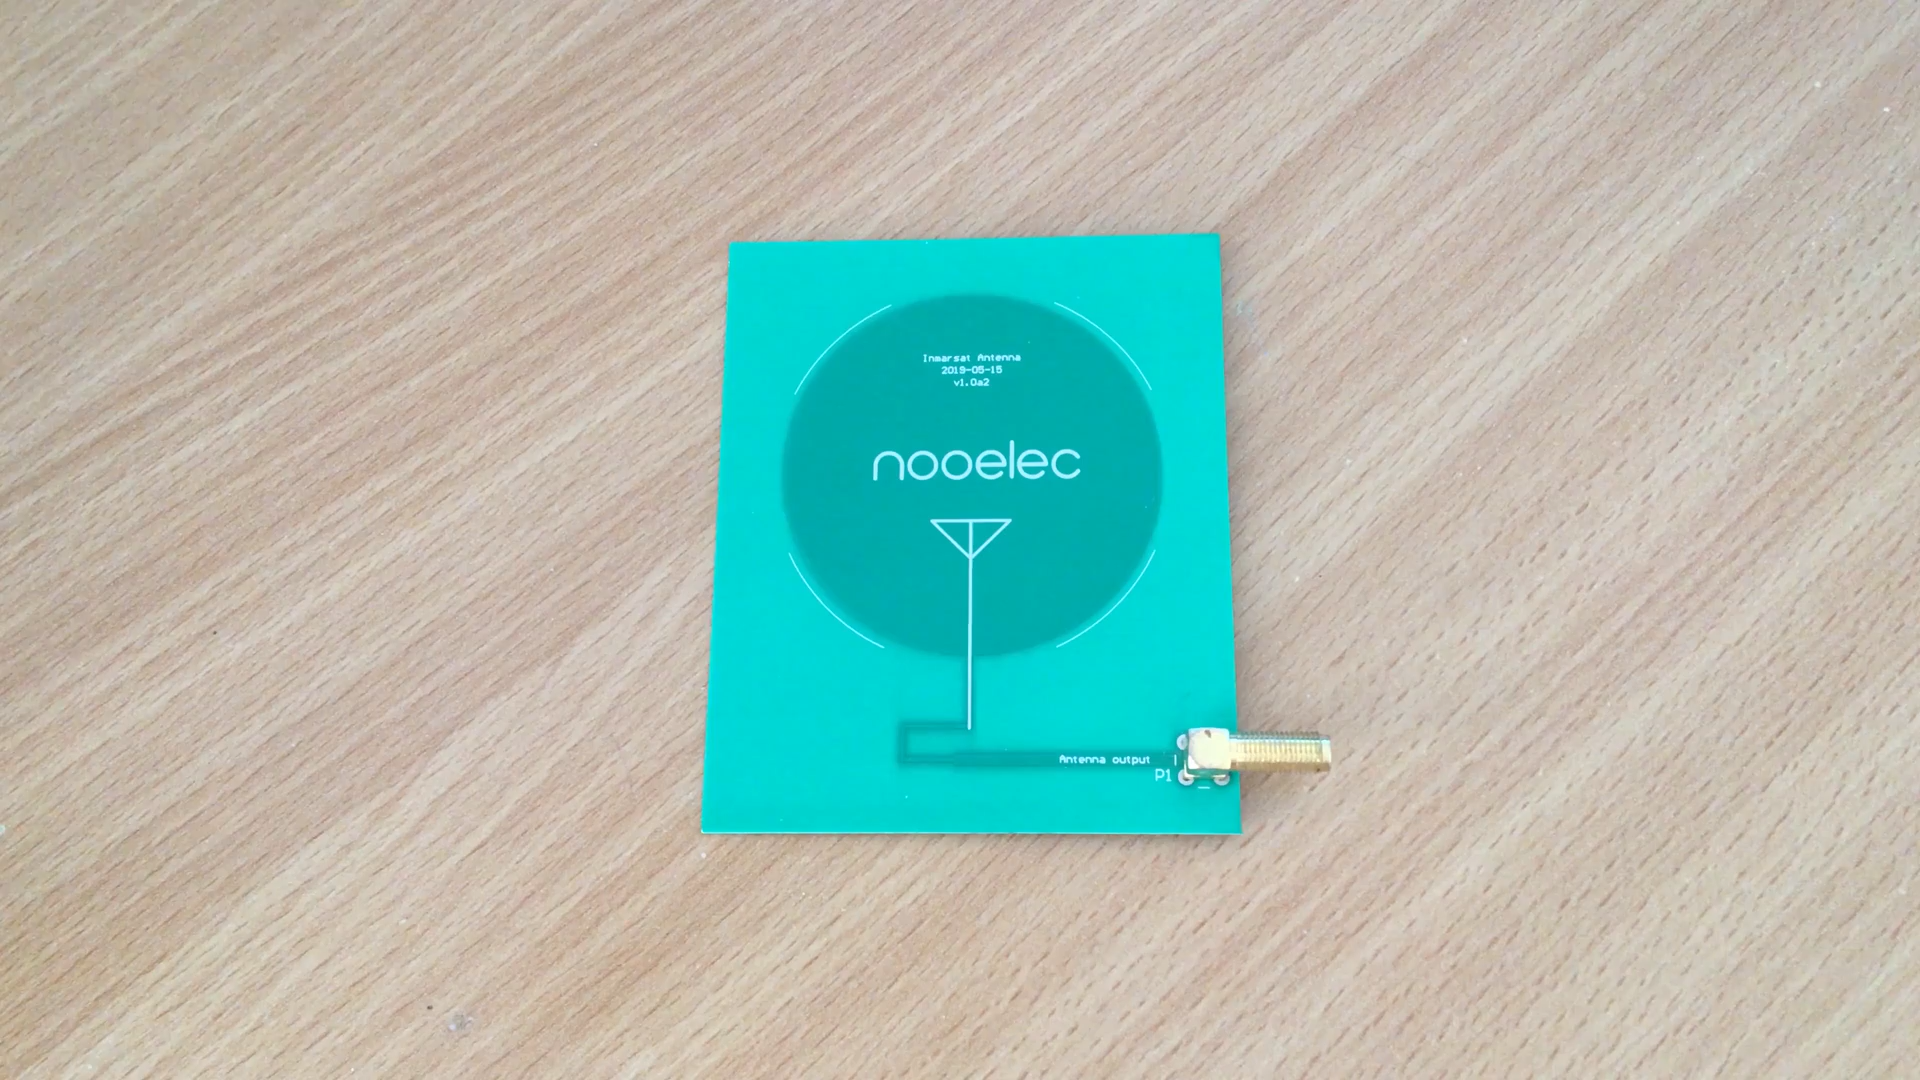 Inmarsat Antenna
2019-05-15
v1.0a2
nooelec
Antenna output
P1